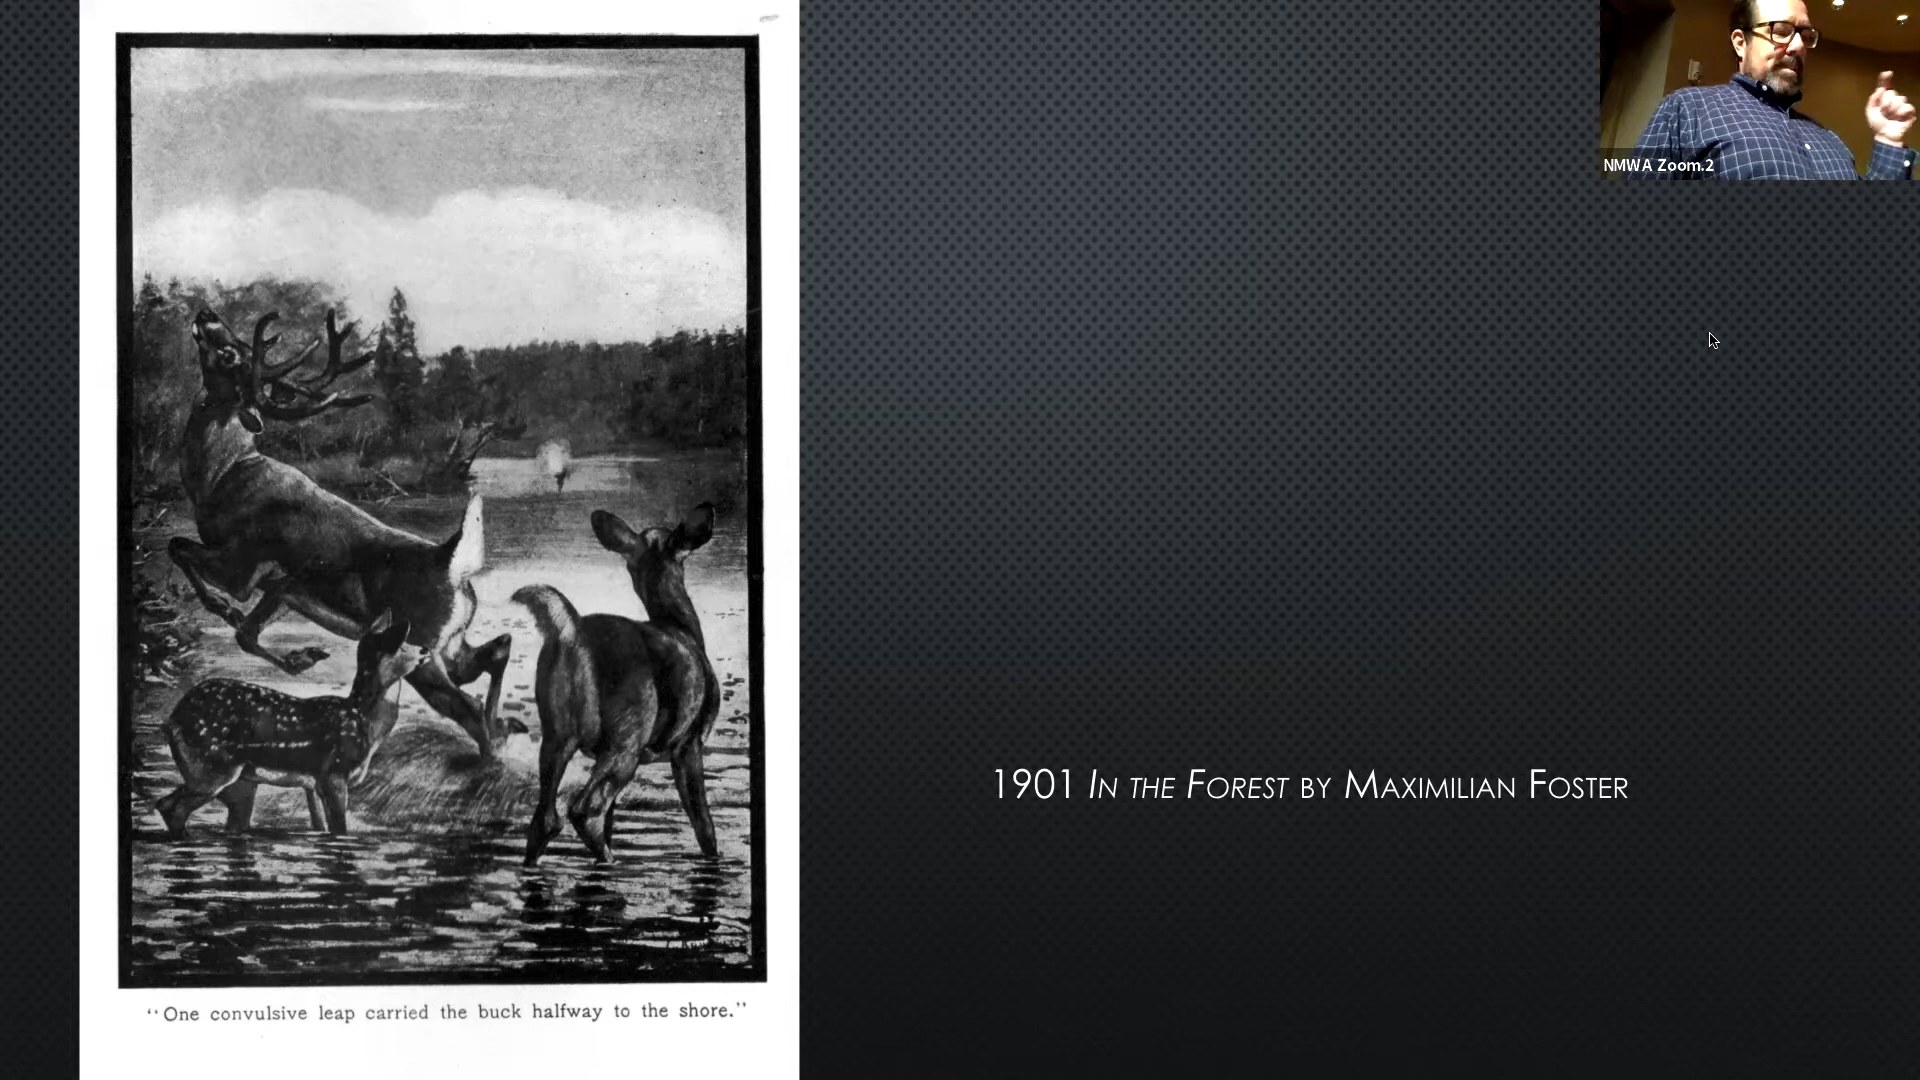 NMWA Zoom.2
1901 In the Forest by Maximilian Foster
“One convulsive leap carried the buck halfway to the shore.”